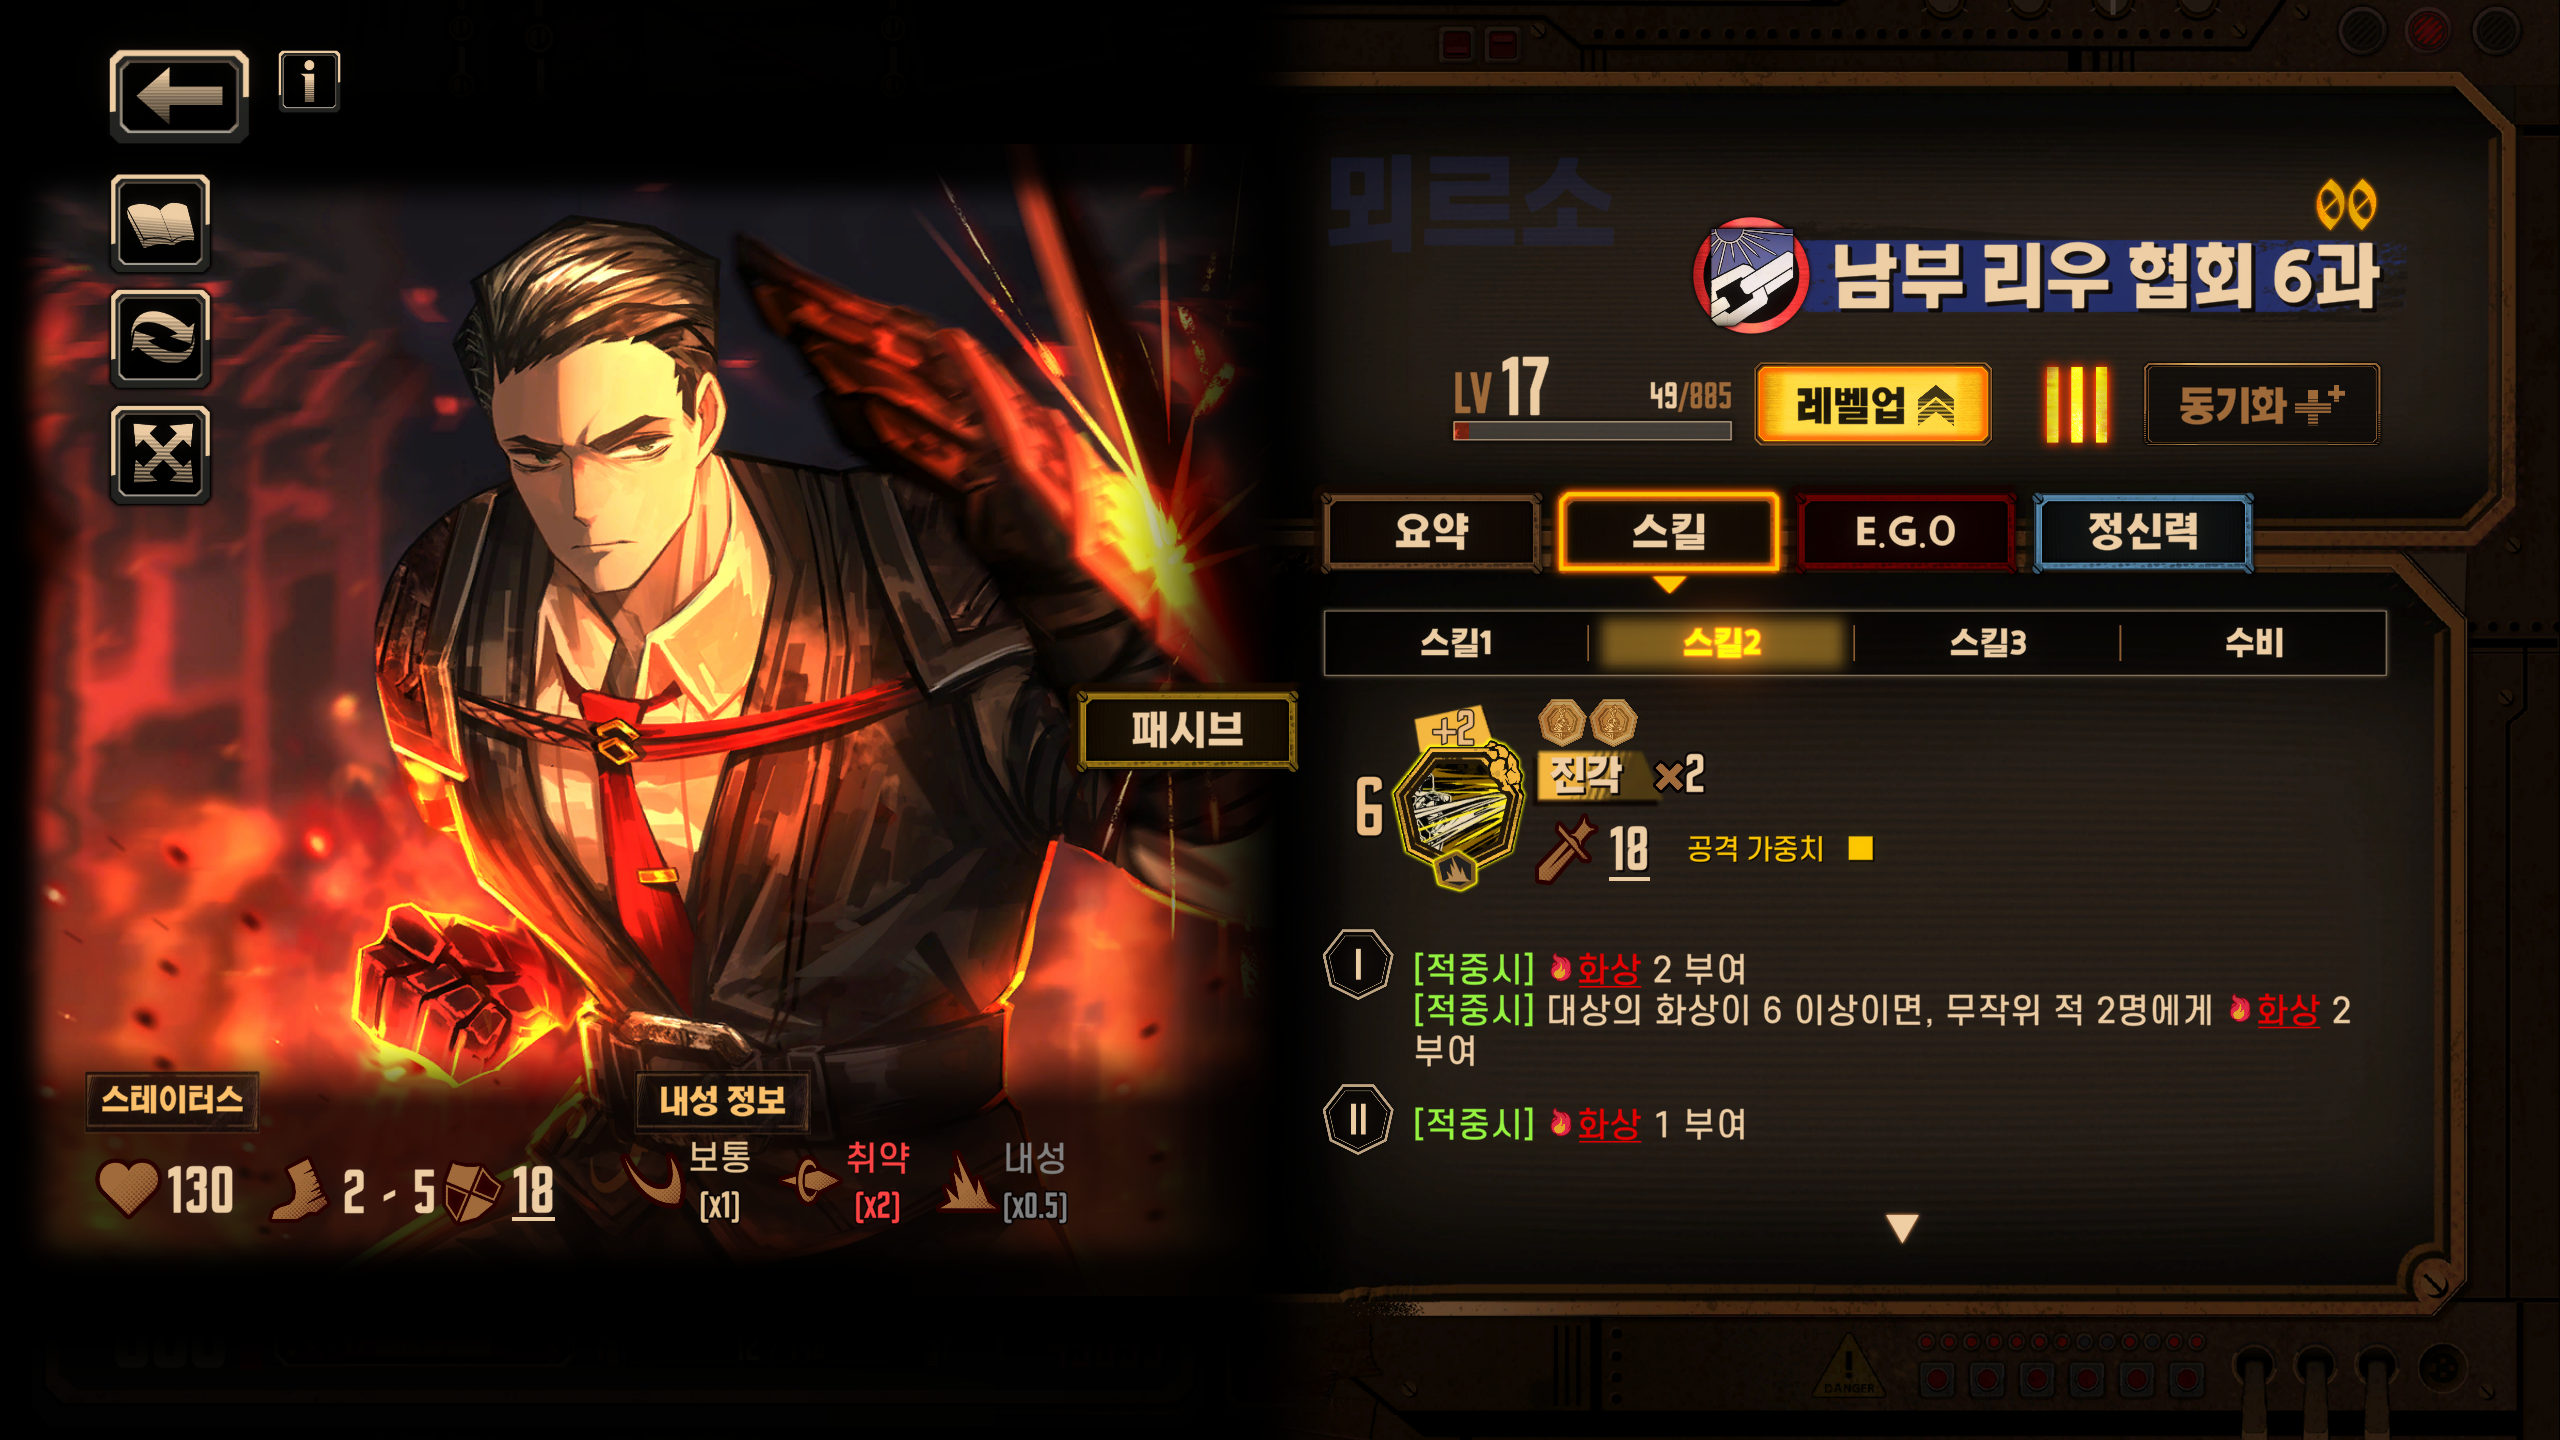 뫼르소
남부 리우 협회 6과
LV 17
49/885
레벨업
동기화
요약
스킬
E.G.O
정신력
스킬1
스킬2
스킬3
수비
패시브
+2
6
진각 ×2
18
공격 가중치
I
[적중시] 화상 2 부여
[적중시] 대상의 화상이 6 이상이면, 무작위 적 2명에게 화상 2
부여
II
[적중시] 화상 1 부여
스테이터스
130
2 - 5
18
내성 정보
보통
[x1]
취약
[x2]
내성
[x0.5]
DANGER